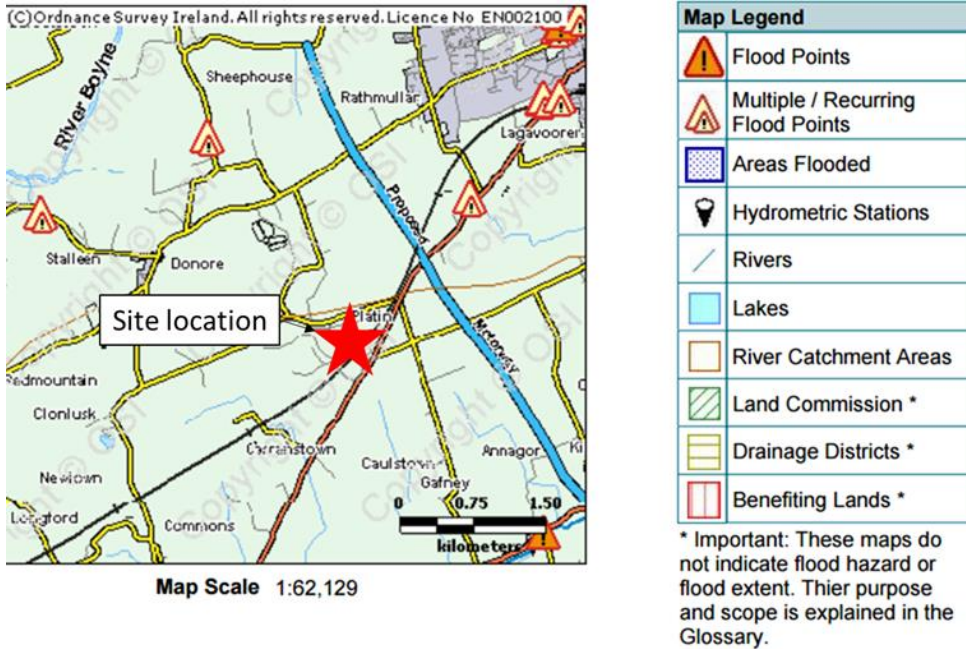 (C)Ordnance Survey Ireland. All rights reserved. Licence No EN002100
River Boyne
Sheephouse
Rathmullan
Lagavooren
Proposed
Stalleen
Donore
Site location
Platin
Motorway
Redmountain
Clonlusk
Carranstown
Caulstown
Annagor
Ki
Gafney
Newtown
Longford
Commons
0 0.75 1.50
kilometers
Map Scale 1:62,129
Map Legend
Flood Points
Multiple / Recurring
Flood Points
Areas Flooded
Hydrometric Stations
Rivers
Lakes
River Catchment Areas
Land Commission *
Drainage Districts *
Benefiting Lands *
* Important: These maps do
not indicate flood hazard or
flood extent. Thier purpose
and scope is explained in the
Glossary.
Copyright © OSI